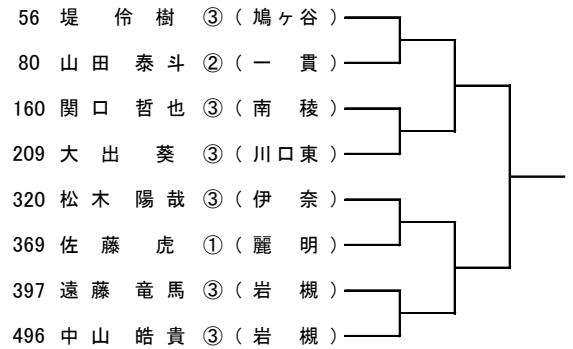 56 堤 伶 樹 ③ ( 鳩ヶ谷 )
80 山 田 泰 斗 ② ( 一 貫 )
160 関 口 哲 也 ③ ( 南 稜 )
209 大 出 葵 ③ ( 川口東 )
320 松 木 陽 哉 ③ ( 伊 奈 )
369 佐 藤 虎 ① ( 麗 明 )
397 遠 藤 竜 馬 ③ ( 岩 槻 )
496 中 山 皓 貴 ③ ( 岩 槻 )